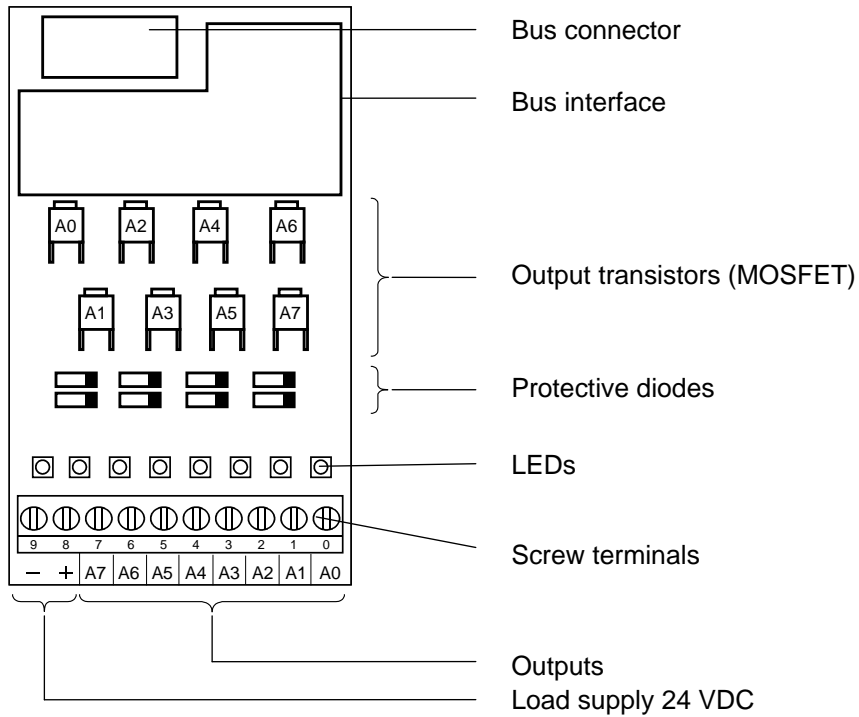 Bus connector
Bus interface
A0 A2 A4 A6
Output transistors (MOSFET)
A1 A3 A5 A7
Protective diodes
LEDs
9 8 7 6 5 4 3 2 1 0
Screw terminals
− + A7 A6 A5 A4 A3 A2 A1 A0
Outputs
Load supply 24 VDC